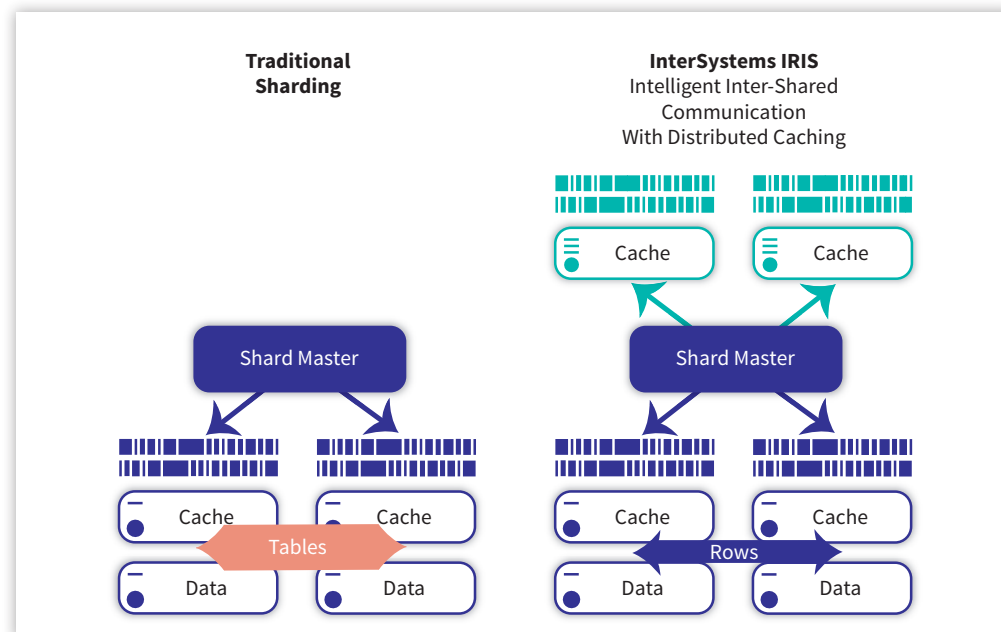 Traditional
Sharding
InterSystems IRIS
Intelligent Inter-Shared
Communication
With Distributed Caching
Cache
Cache
Shard Master
Shard Master
Cache
Cache
Tables
Data
Data
Cache
Cache
Rows
Data
Data